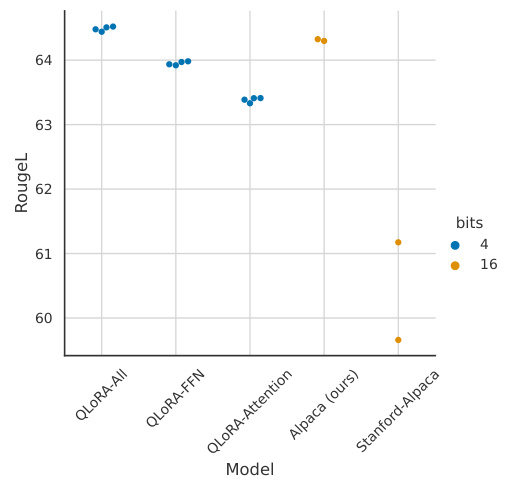 64
63
62
61
60
RougeL
QLoRA-All
QLoRA-FFN
QLoRA-Attention
Alpaca (ours)
Stanford-Alpaca
Model
bits
4
16